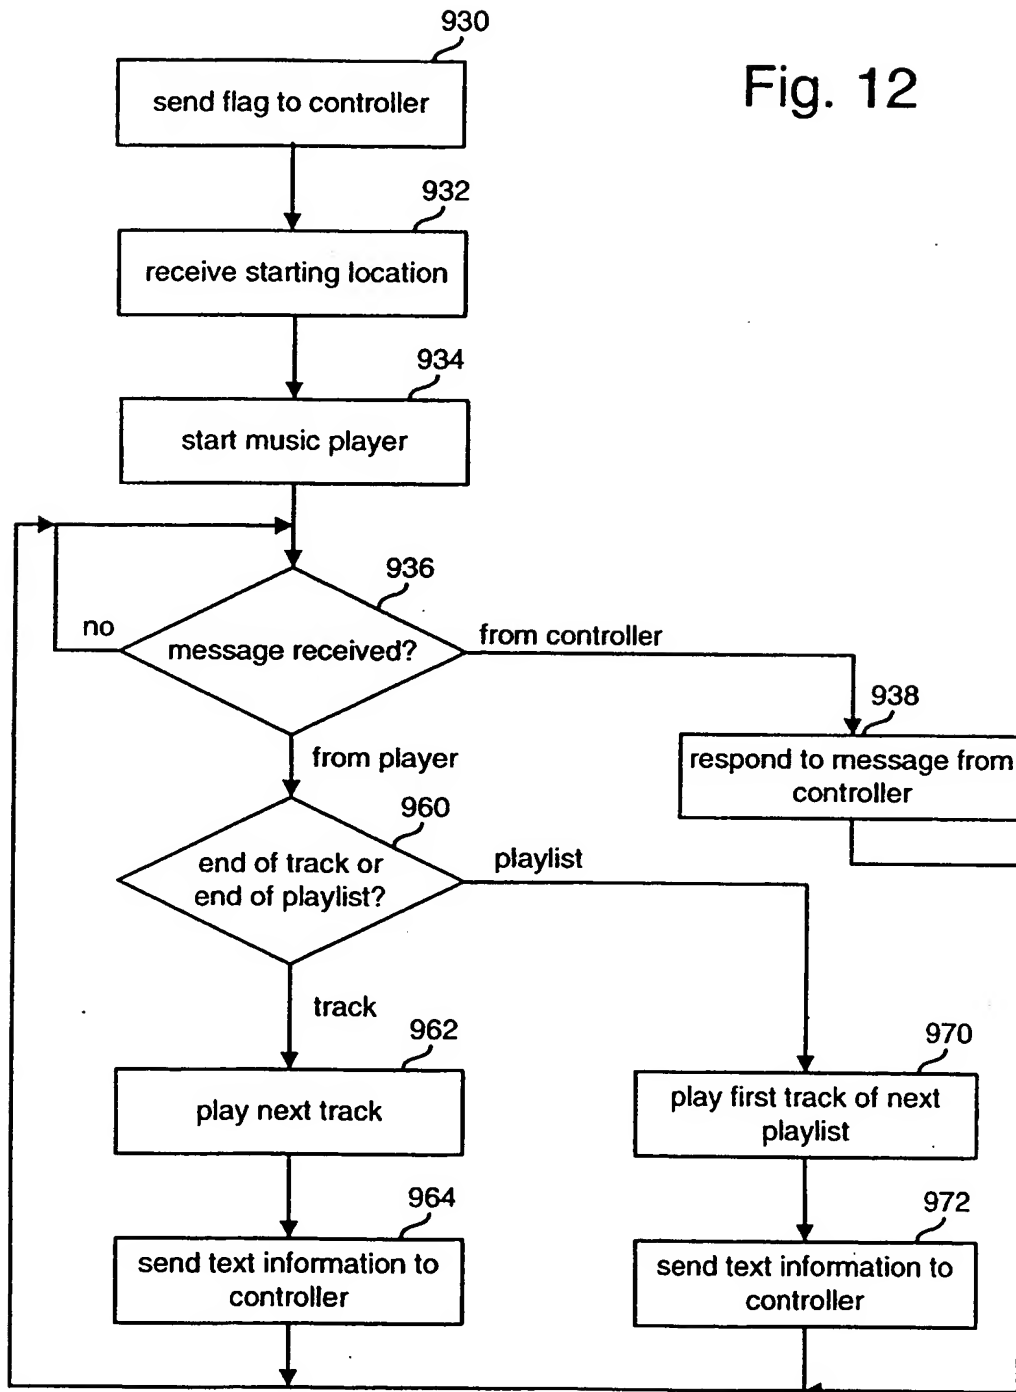 930
Fig. 12
send flag to controller
932
receive starting location
934
start music player
936
no
message received?
from controller
938
from player
respond to message from
controller
960
end of track or
end of playlist?
playlist
track
962
970
play next track
play first track of next
playlist
964
972
send text information to
controller
send text information to
controller